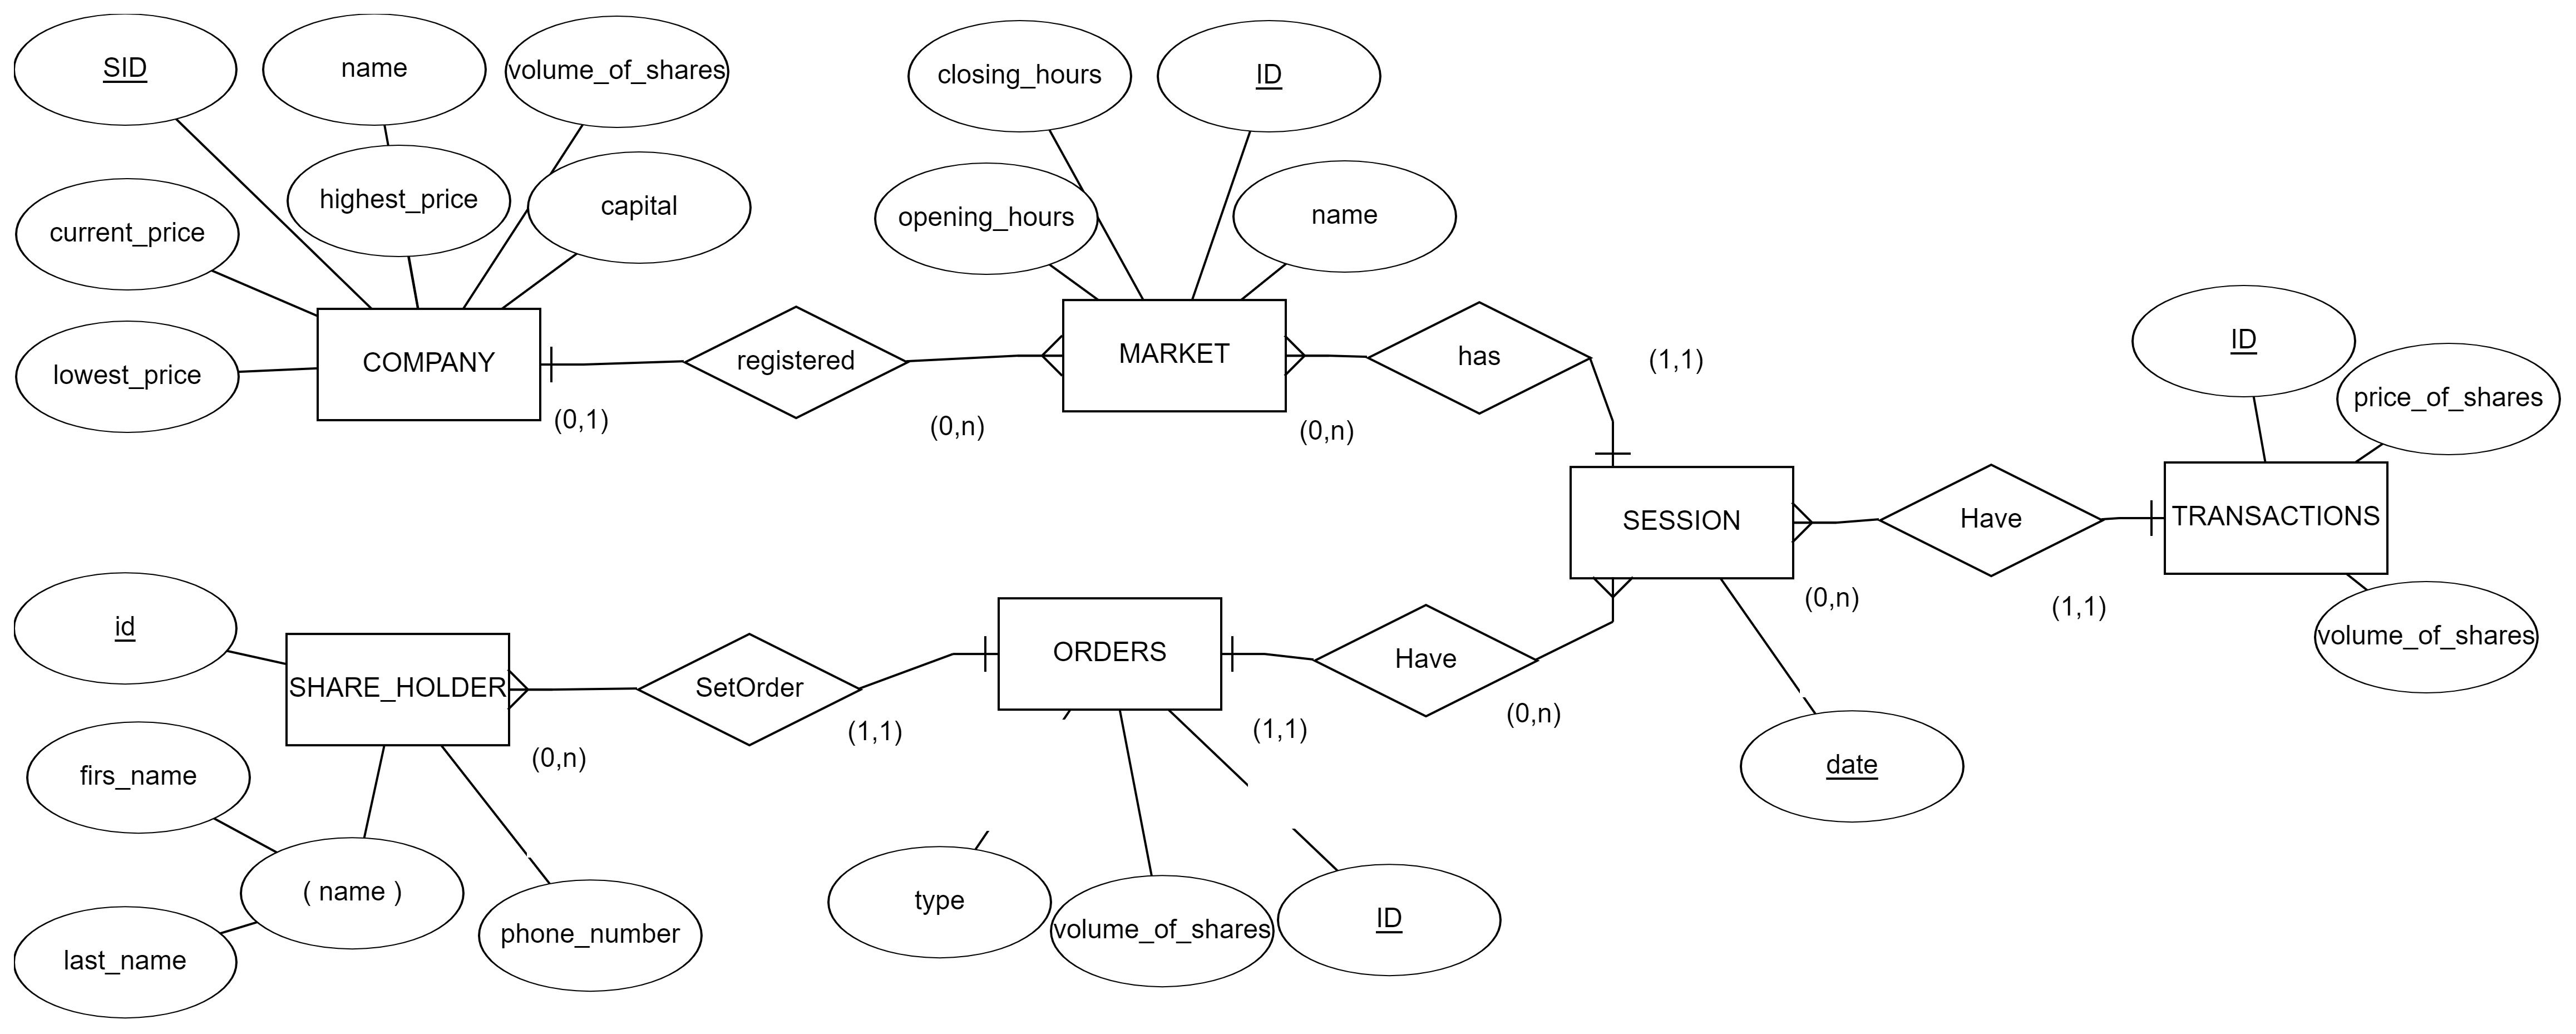 SID
name
volume_of_shares
closing_hours
ID
current_price
highest_price
capital
opening_hours
name
lowest_price
COMPANY
registered
MARKET
has
(1,1)
ID
price_of_shares
(0,1)
(0,n)
(0,n)
SESSION
Have
TRANSACTIONS
(0,n)
(1,1)
volume_of_shares
id
SHARE_HOLDER
SetOrder
ORDERS
Have
(0,n)
(1,1)
(1,1)
(0,n)
date
firs_name
( name )
last_name
phone_number
type
volume_of_shares
ID